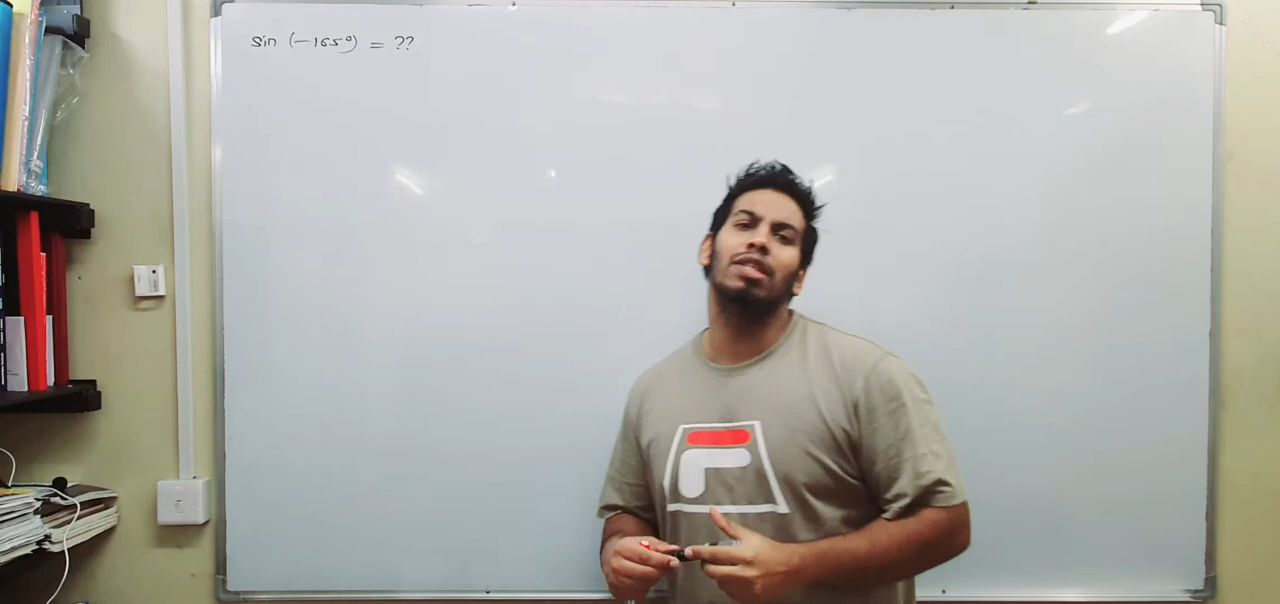 sin (-165°) = ??